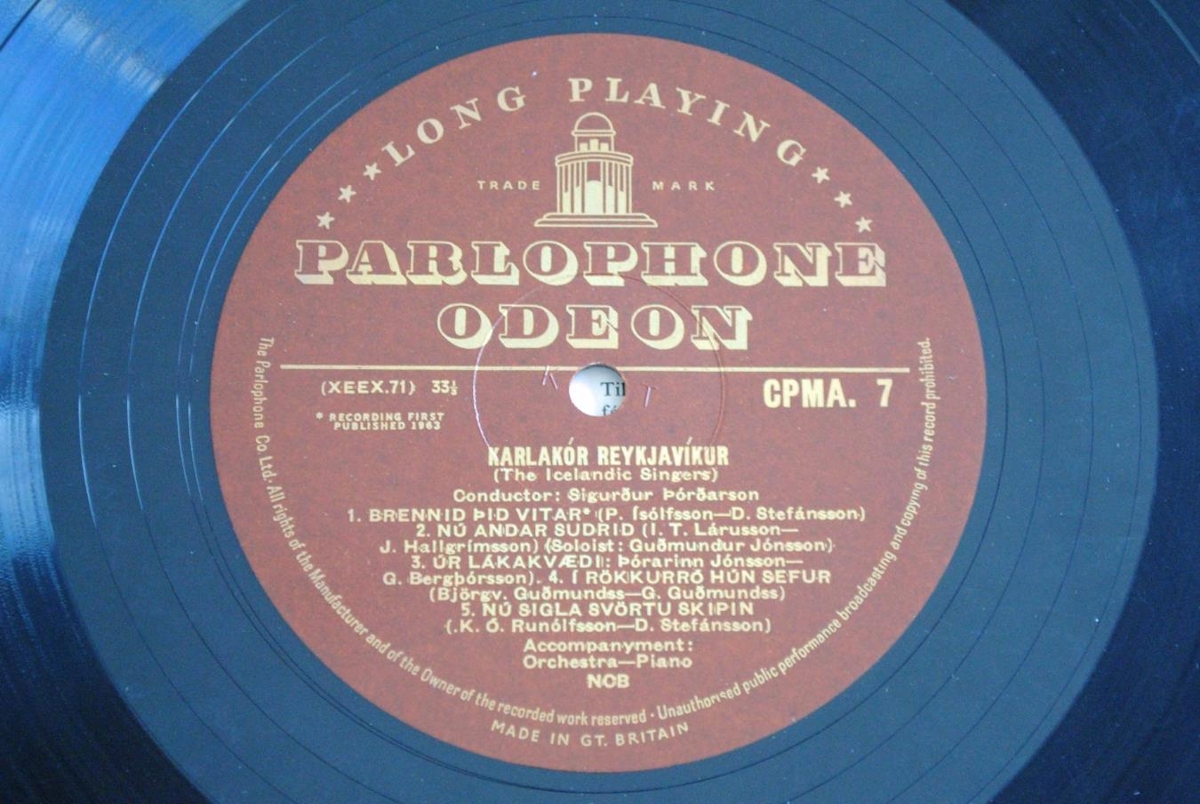 LONG PLAYING
TRADE MARK
PARLOPHONE
ODEON
(XEEX.71) 33⅓
CPMA. 7
* RECORDING FIRST
PUBLISHED 1963
K T
Til
KARLAKÓR REYKJAVÍKUR
(The Icelandic Singers)
Conductor: Sigurður Þórðarson
1. BRENNID ÞID VITAR* (P. Ísólfsson—D. Stefánsson)
2. NÚ ANDAR SUDRID (I. T. Lárusson—
J. Hallgrímsson) (Soloist: Guðmundur Jónsson)
3. ÚR LÁKAKVÆDI: Þórarinn Jónsson—
G. Bergþórsson). 4. Í RÖKKURRÓ HÚN SEFUR
(Björgv. Guðmundss—G. Guðmundss)
5. NÚ SIGLA SVÖRTU SKIPIN
(.K. Ó. Runólfsson—D. Stefánsson)
Accompanyment:
Orchestra—Piano
NCB
The Parlophone Co Ltd. All rights of the Manufacturer and of the Owner of the recorded work reserved · Unauthorised public performance broadcasting and copying of this record prohibited.
MADE IN GT. BRITAIN